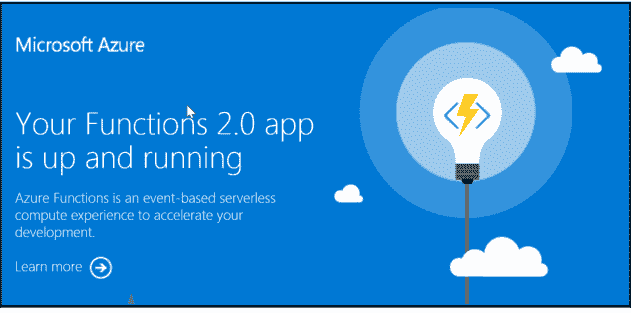 Microsoft Azure
Your Functions 2.0 app
is up and running
Azure Functions is an event-based serverless
compute experience to accelerate your
development.
Learn more